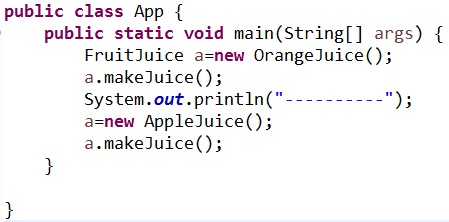 public class App {
    public static void main(String[] args) {
        FruitJuice a=new OrangeJuice();
        a.makeJuice();
        System.out.println("----------");
        a=new AppleJuice();
        a.makeJuice();
    }

}